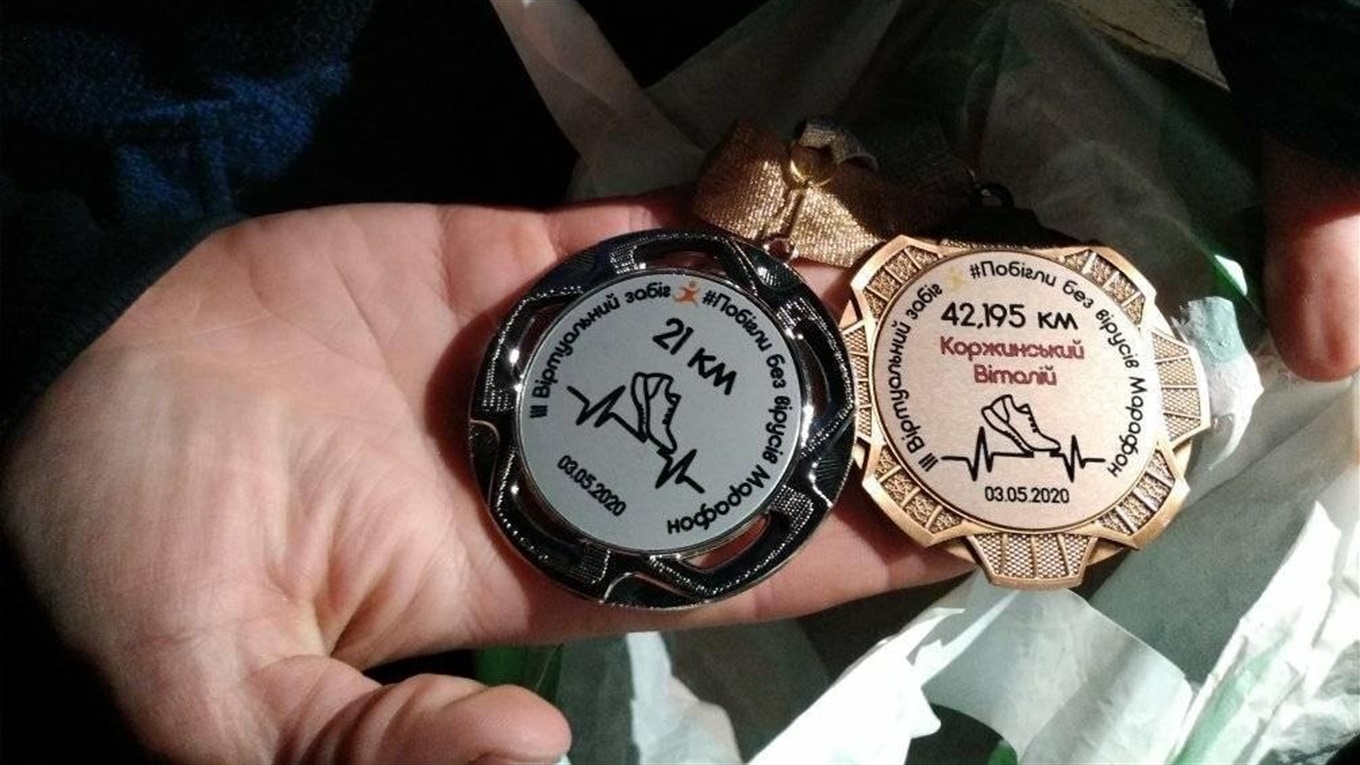 III Віртуальний забіг #Побігли без вірусів Марафон
21 км
03.05.2020
III Віртуальний забіг #Побігли без вірусів Марафон
42,195 км
Коржинський
Віталій
03.05.2020